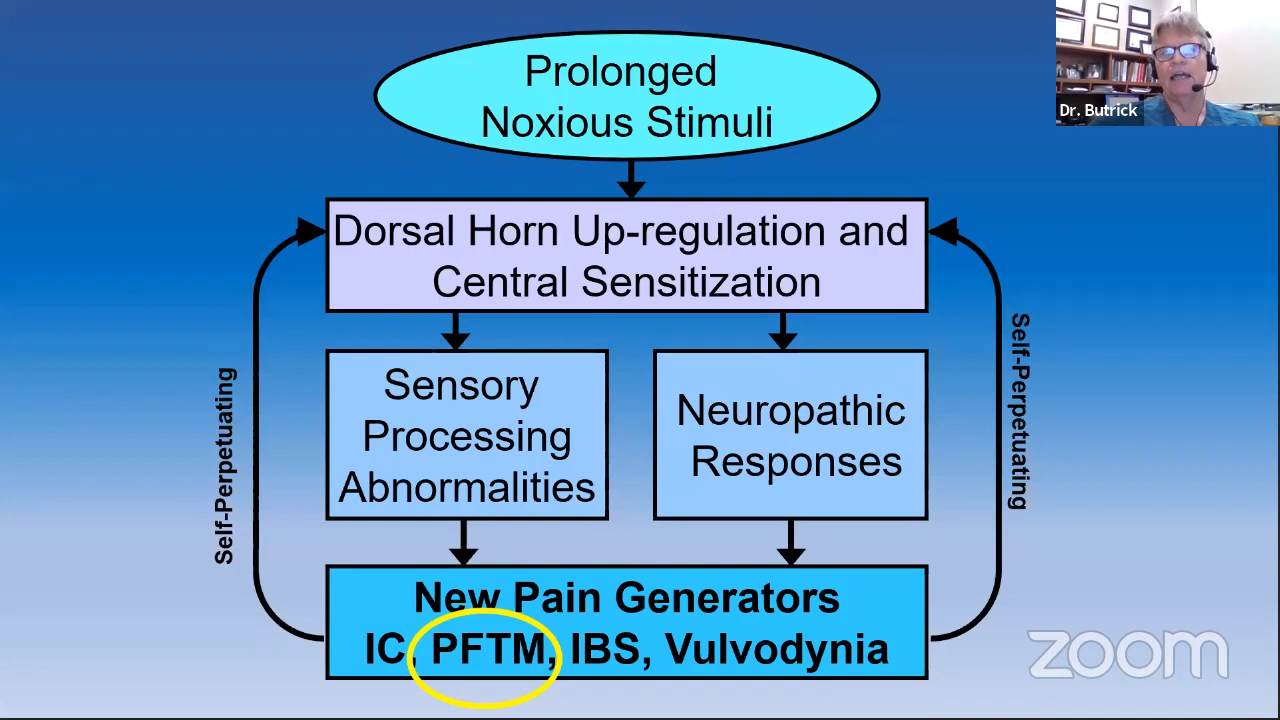 Prolonged
Noxious Stimuli
Dr. Butrick
Dorsal Horn Up-regulation and
Central Sensitization
Self-Perpetuating
Sensory
Processing
Abnormalities
Neuropathic
Responses
Self-Perpetuating
New Pain Generators
IC, PFTM, IBS, Vulvodynia
zoom